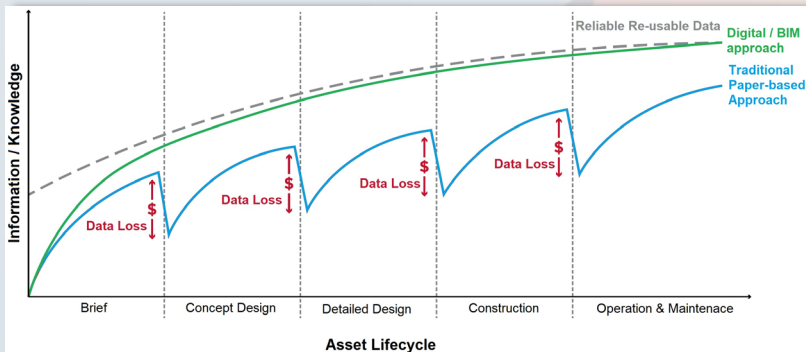 Reliable Re-usable Data
Digital / BIM
approach
Traditional
Paper-based
Approach
Information / Knowledge
$
Data Loss
$
Data Loss
$
Data Loss
$
Data Loss
Brief
Concept Design
Detailed Design
Construction
Operation & Maintenace
Asset Lifecycle